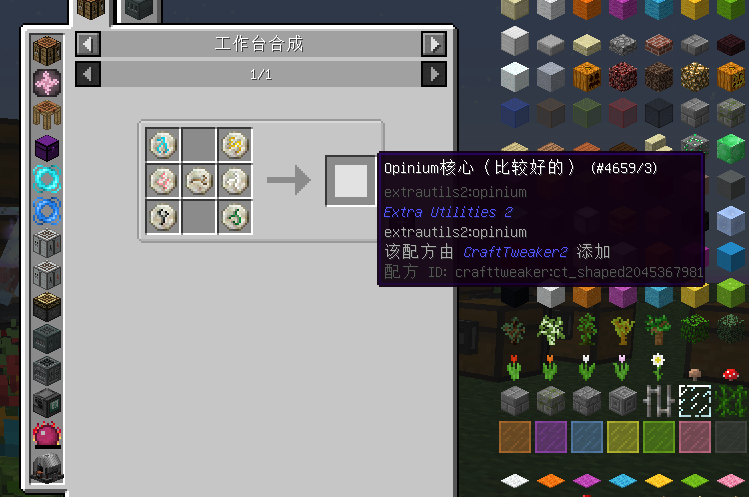 工作台合成
1/1
Opinium核心（比较好的） (#4659/3)
extrautils2:opinium
Extra Utilities 2
extrautils2:opinium
该配方由 CraftTweaker2 添加
配方 ID: crafttweaker:ct_shaped2045367981